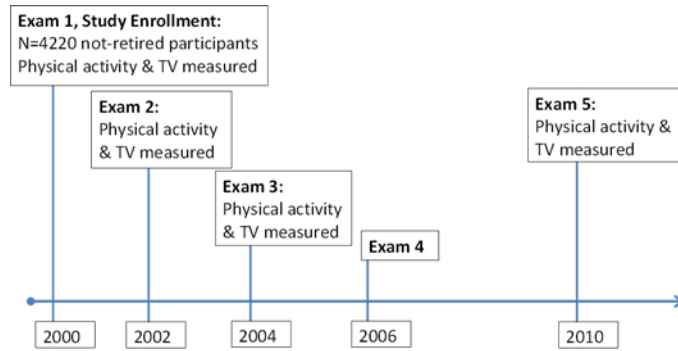 Exam 1, Study Enrollment:
N=4220 not-retired participants
Physical activity & TV measured
Exam 2:
Physical activity
& TV measured
Exam 3:
Physical activity
& TV measured
Exam 4
Exam 5:
Physical activity &
TV measured
2000
2002
2004
2006
2010